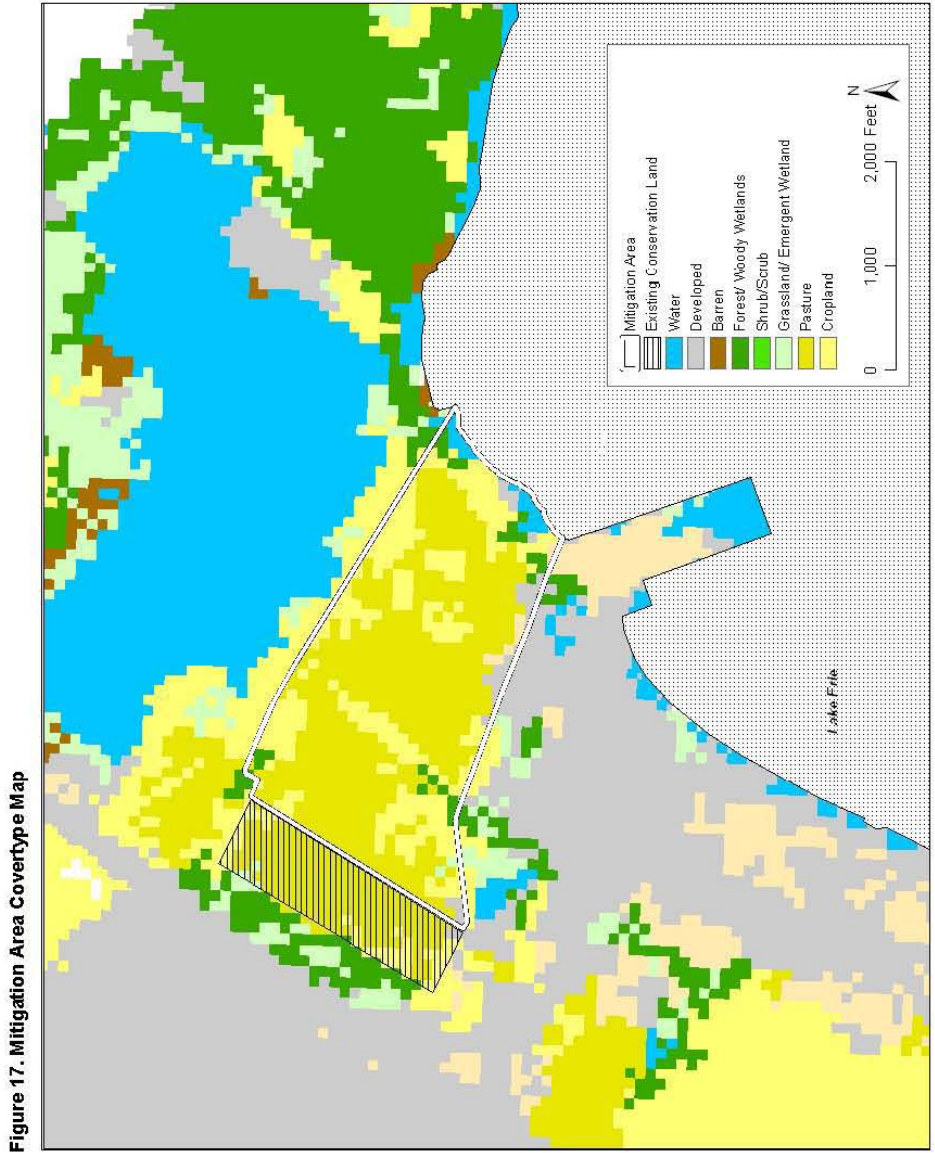 Figure 17. Mitigation Area Covertype Map
Mitigation Area
Existing Conservation Land
Water
Developed
Barren
Forest/ Woody Wetlands
Shrub/Scrub
Grassland/ Emergent Wetland
Pasture
Cropland
0 1,000 2,000 Feet
N
Lake Erie